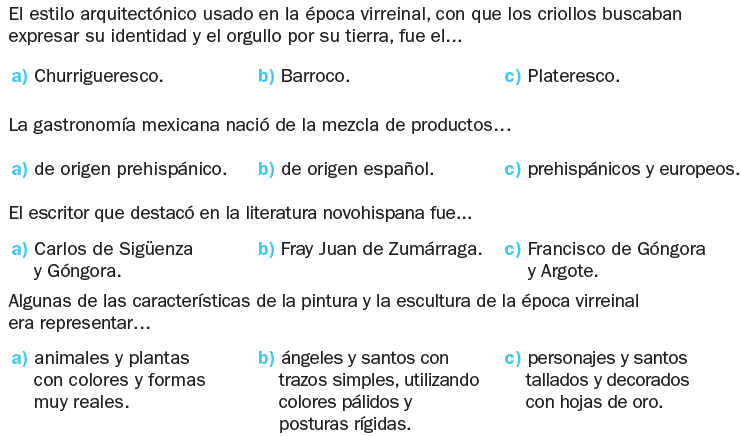 El estilo arquitectónico usado en la época virreinal, con que los criollos buscaban
expresar su identidad y el orgullo por su tierra, fue el...
a) Churrigueresco. b) Barroco. c) Plateresco.
La gastronomía mexicana nació de la mezcla de productos...
a) de origen prehispánico. b) de origen español. c) prehispánicos y europeos.
El escritor que destacó en la literatura novohispana fue...
a) Carlos de Sigüenza b) Fray Juan de Zumárraga. c) Francisco de Góngora
y Góngora. y Argote.
Algunas de las características de la pintura y la escultura de la época virreinal
era representar...
a) animales y plantas b) ángeles y santos con c) personajes y santos
con colores y formas trazos simples, utilizando tallados y decorados
muy reales. colores pálidos y con hojas de oro.
posturas rígidas.